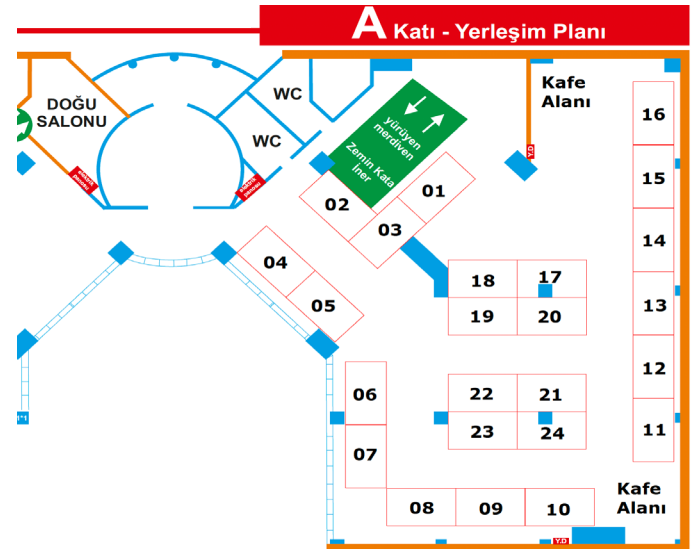 A Katı - Yerleşim Planı
DOĞU
SALONU
WC
WC
yürüyen
merdiven
Zemin Kata
iner
Kafe
Alanı
Y.D
16
15
14
13
12
11
01
02
03
04
05
18
17
19
20
06
07
22
21
23
24
08
09
10
Kafe
Alanı
Y.D